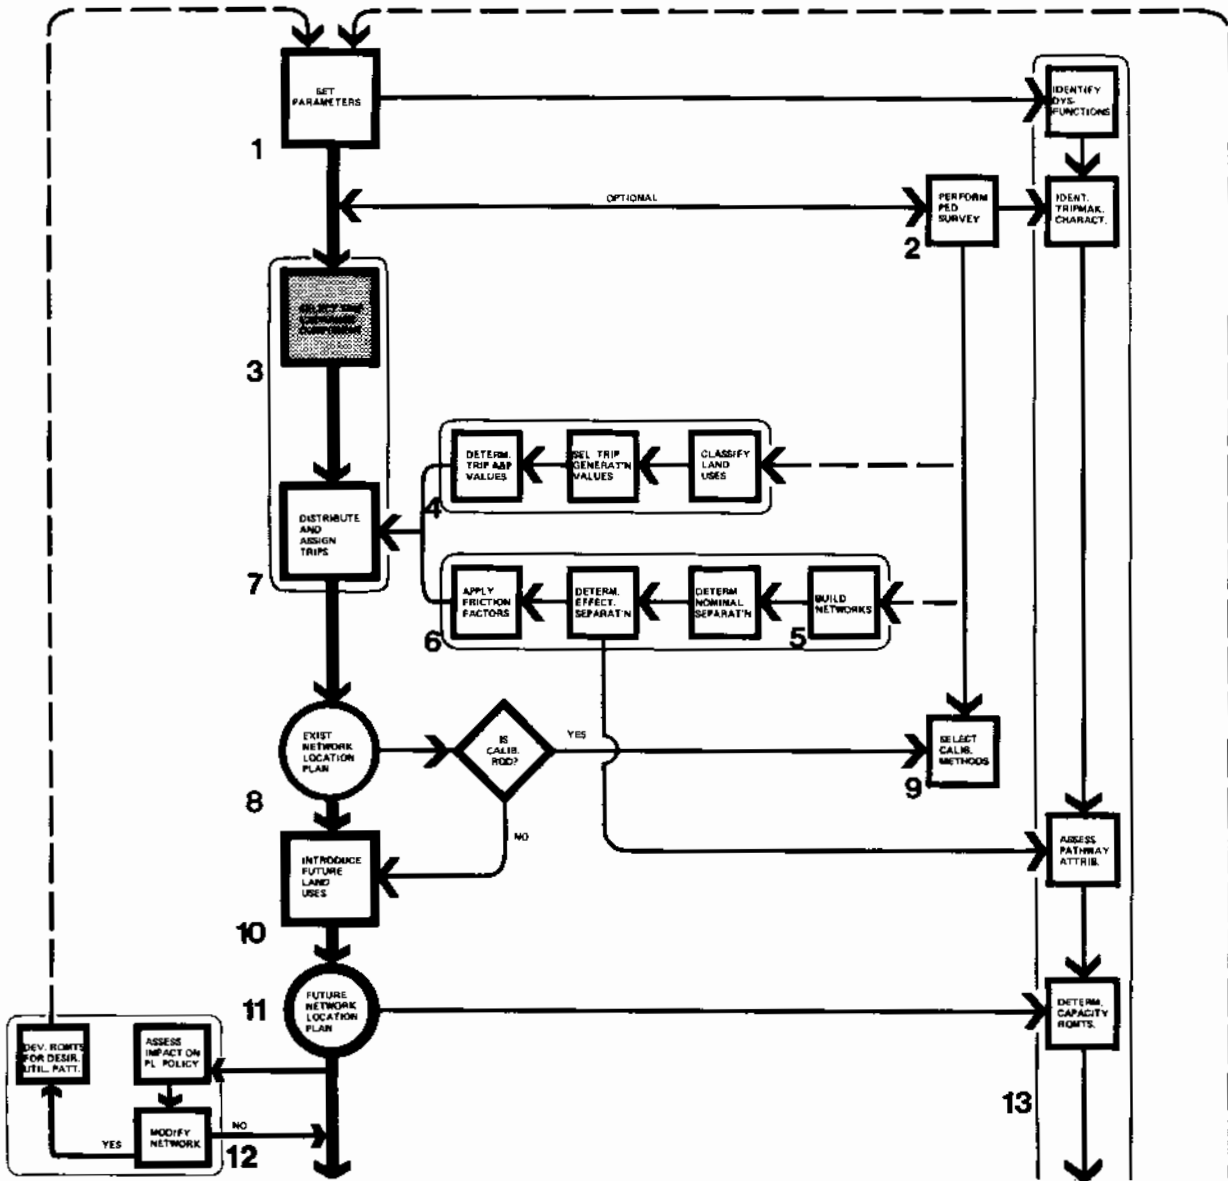 SET
PARAMETERS
1
IDENTIFY
DYS-
FUNCTIONS
OPTIONAL
PERFORM
PED
SURVEY
2
IDENT.
TRIPMAK.
CHARACT.
3
DETERM.
TRIP A&P
VALUES
SEL TRIP
GENERAT'N
VALUES
CLASSIFY
LAND
USES
4
DISTRIBUTE
AND
ASSIGN
TRIPS
7
APPLY
FRICTION
FACTORS
6
DETERM.
EFFECT.
SEPARAT'N
DETERM
NOMINAL
SEPARAT'N
BUILD
NETWORKS
5
EXIST
NETWORK
LOCATION
PLAN
8
IS
CALIB.
RQD?
YES
NO
SELECT
CALIB.
METHODS
9
INTRODUCE
FUTURE
LAND
USES
10
ASSESS
PATHWAY
ATTRIB.
FUTURE
NETWORK
LOCATION
PLAN
11
DETERM.
CAPACITY
RQMTS.
DEV. RQMTS
FOR DESIR.
UTIL. PATT.
ASSESS
IMPACT ON
PL POLICY
MODIFY
NETWORK
YES
NO
12
13